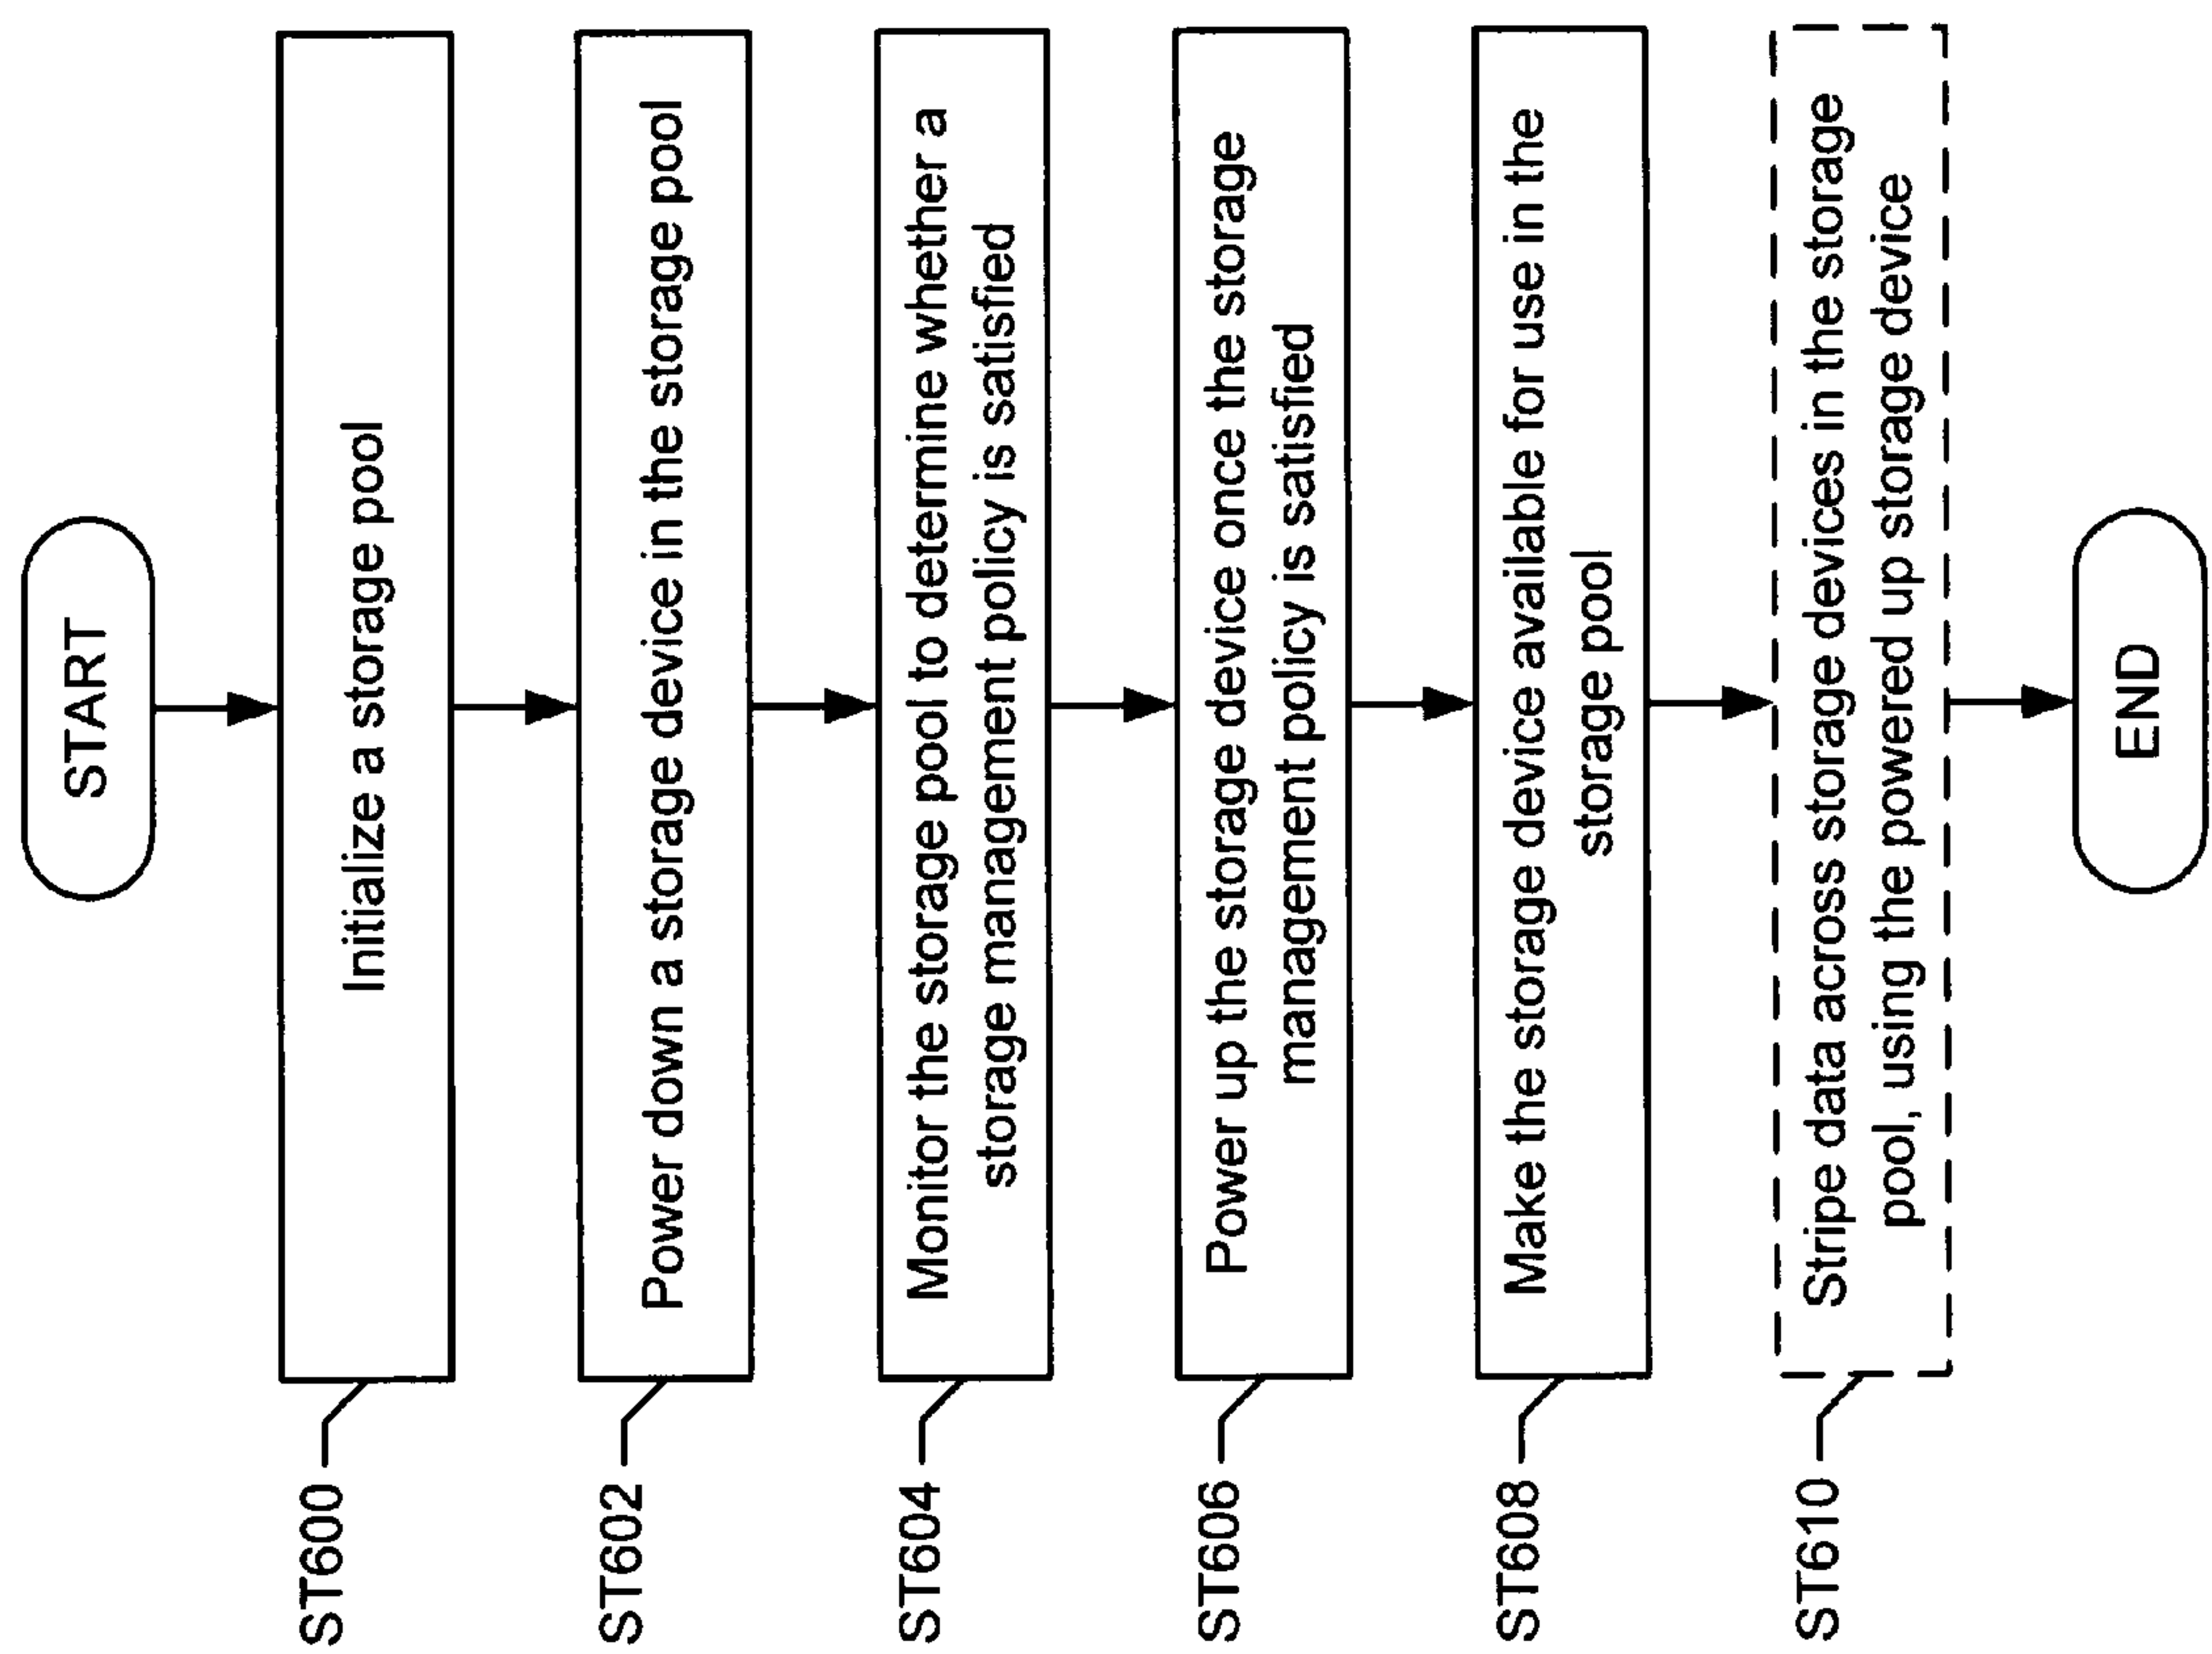 START
ST600
Initialize a storage pool
ST602
Power down a storage device in the storage pool
ST604
Monitor the storage pool to determine whether a
storage management policy is satisfied
ST606
Power up the storage device once the storage
management policy is satisfied
ST608
Make the storage device available for use in the
storage pool
ST610
Stripe data across storage devices in the storage
pool, using the powered up storage device
END